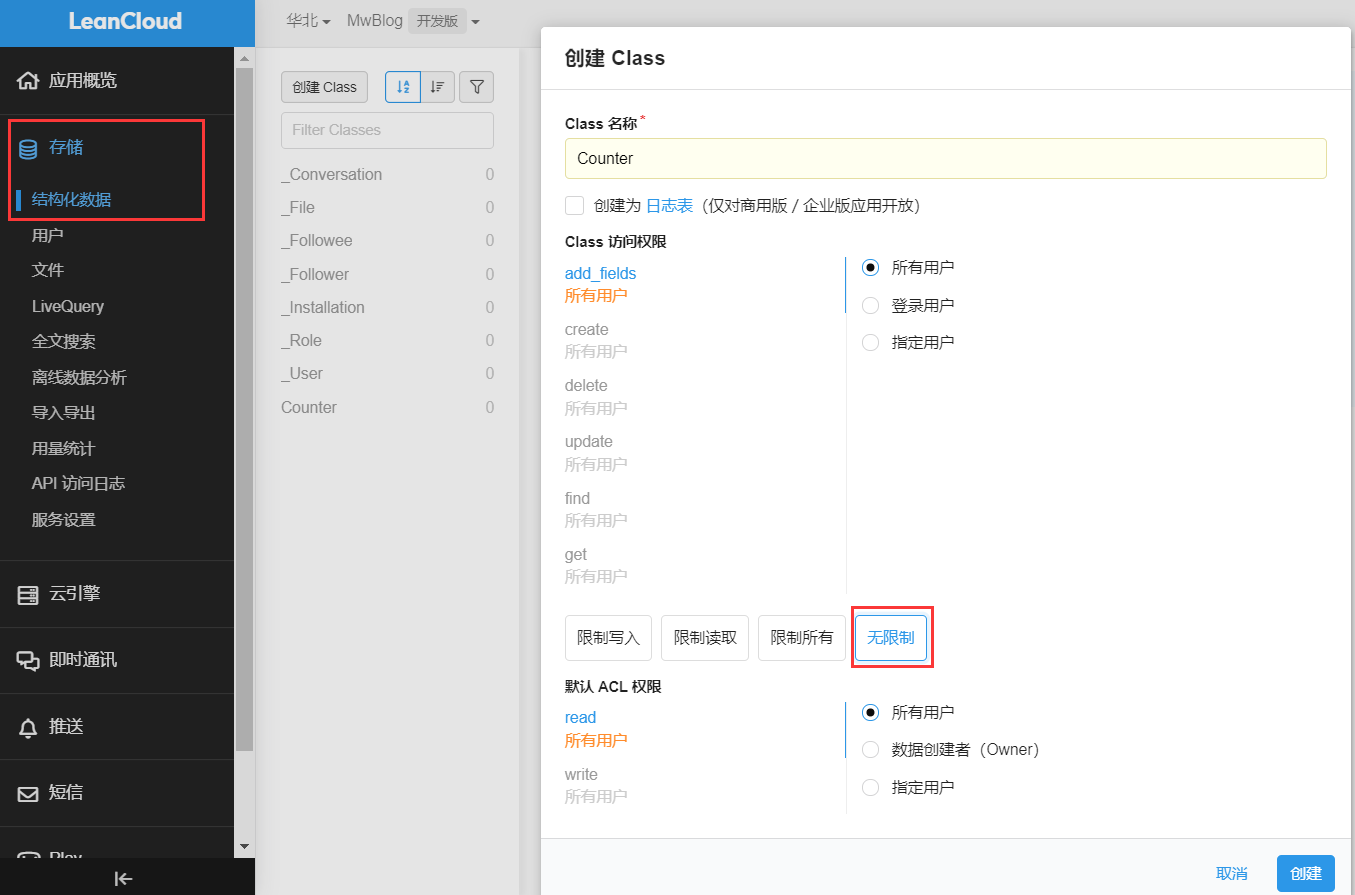 LeanCloud
应用概览
存储
结构化数据
用户
文件
LiveQuery
全文搜索
离线数据分析
导入导出
用量统计
API 访问日志
服务设置
云引擎
即时通讯
推送
短信
Play
华北 MwBlog 开发版
创建 Class
Filter Classes
_Conversation 0
_File 0
_Followee 0
_Follower 0
_Installation 0
_Role 0
_User 0
Counter 0
创建 Class
Class 名称*
Counter
创建为 日志表（仅对商用版 / 企业版应用开放）
Class 访问权限
add_fields
所有用户
create
所有用户
delete
所有用户
update
所有用户
find
所有用户
get
所有用户
所有用户
登录用户
指定用户
限制写入 限制读取 限制所有 无限制
默认 ACL 权限
read
所有用户
write
所有用户
所有用户
数据创建者（Owner）
指定用户
取消 创建